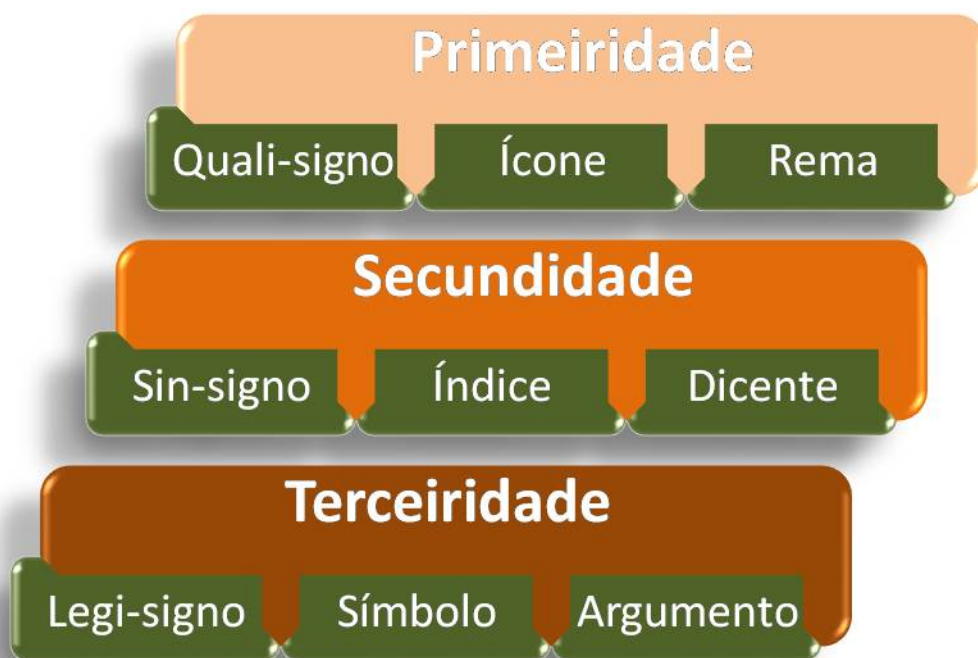 Primeiridade
Quali-signo Ícone Rema
Secundidade
Sin-signo Índice Dicente
Terceiridade
Legi-signo Símbolo Argumento